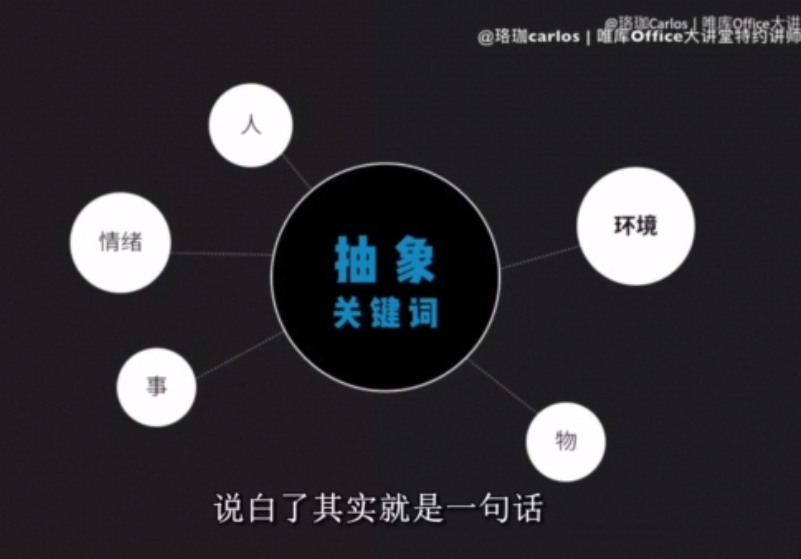 @珞珈Carlos | 唯库Office大讲
@珞珈carlos | 唯库Office大讲堂特约讲师
人
情绪
环境
抽象
关键词
事
物
说白了其实就是一句话